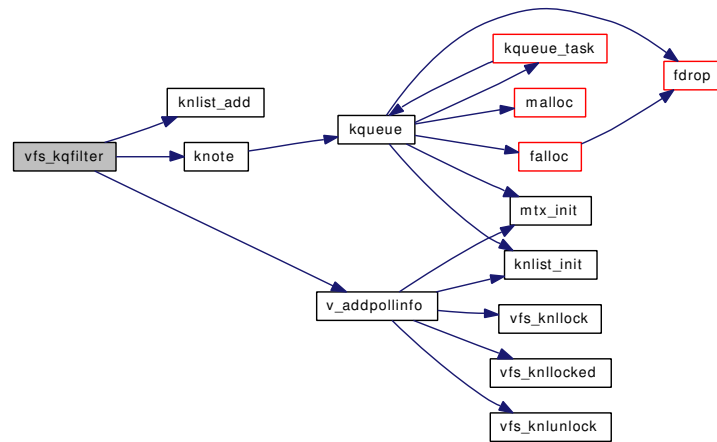 kqueue_task
fdrop
knlist_add
malloc
kqueue
vfs_kqfilter
knote
falloc
mtx_init
knlist_init
v_addpollinfo
vfs_knllock
vfs_knllocked
vfs_knlunlock